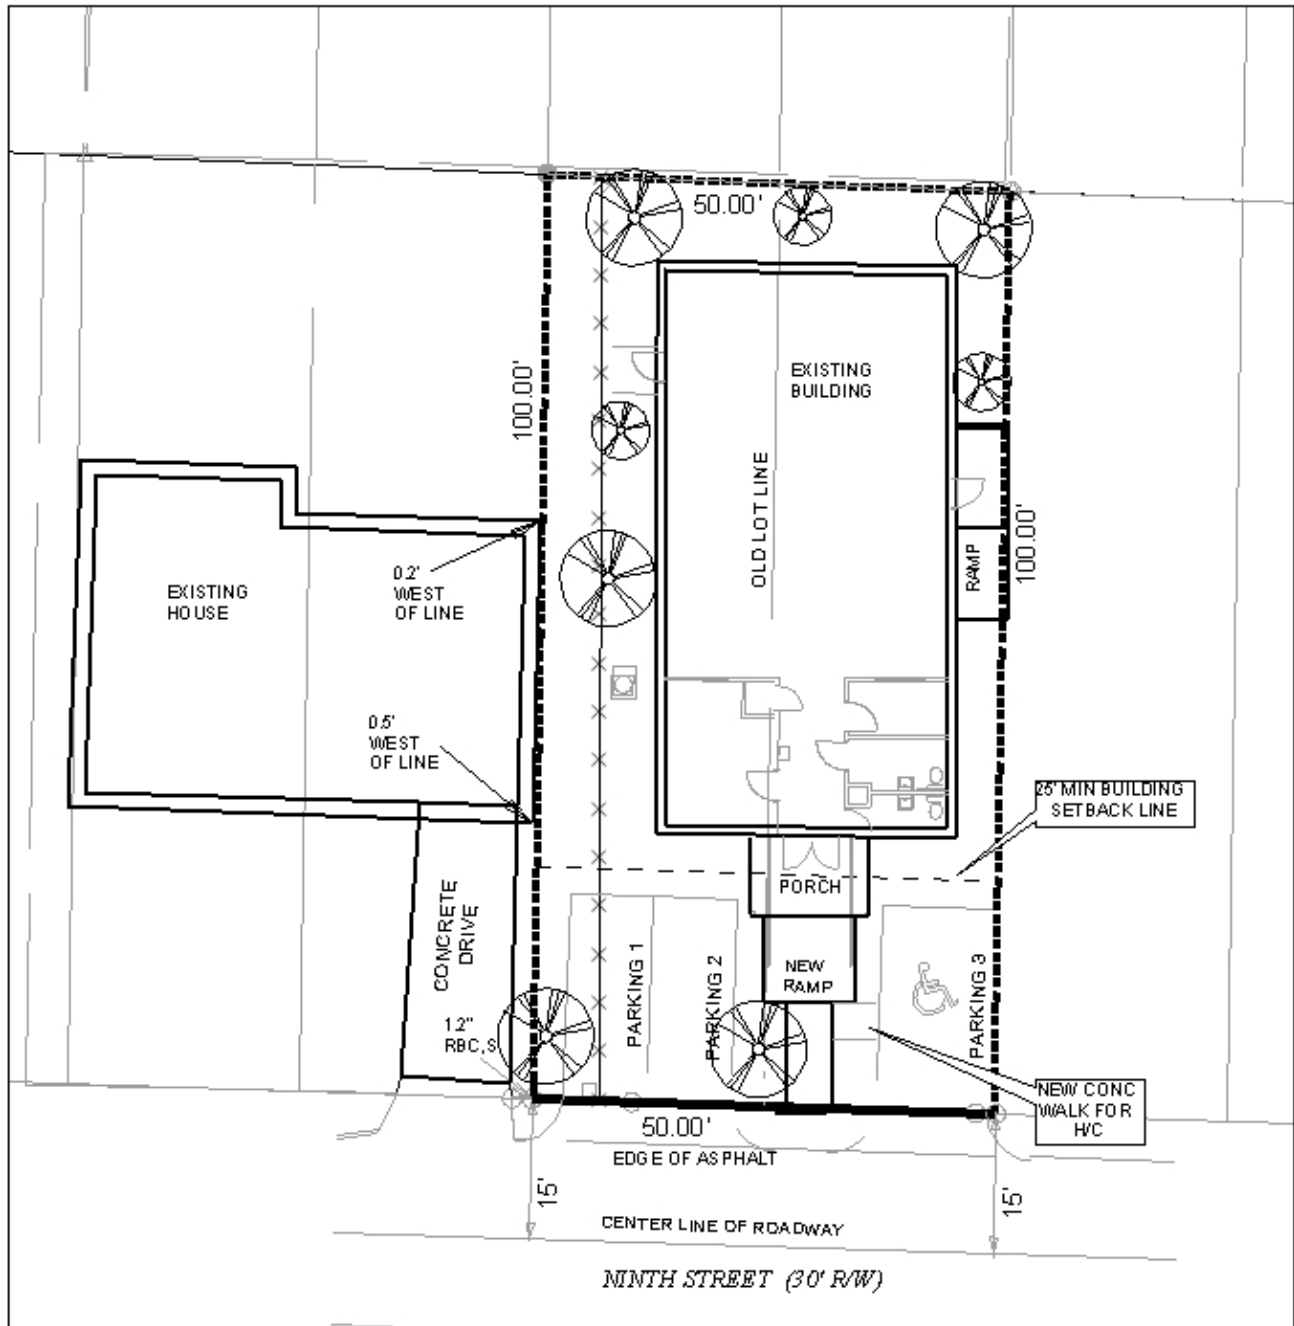 50.00'
EXISTING
BUILDING
100.00'
OLD LOT LINE
100.00'
0.2'
WEST
OF LINE
RAMP
EXISTING
HOUSE
0.5'
WEST
OF LINE
25' MIN BUILDING
SETBACK LINE
PORCH
CONCRETE
DRIVE
PARKING 1
PARKING 2
NEW
RAMP
PARKING 3
1.2"
RBC,S
NEW CONC
WALK FOR
H/C
50.00'
EDGE OF ASPHALT
15'
15'
CENTER LINE OF ROADWAY
NINTH STREET (30' R/W)